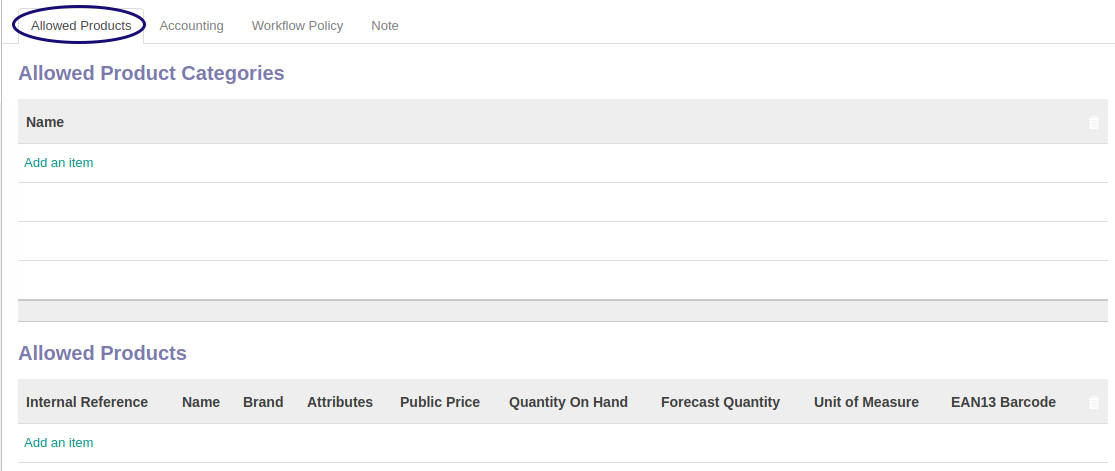 Allowed Products Accounting Workflow Policy Note
Allowed Product Categories
Name
Add an item
Allowed Products
Internal Reference Name Brand Attributes Public Price Quantity On Hand Forecast Quantity Unit of Measure EAN13 Barcode
Add an item